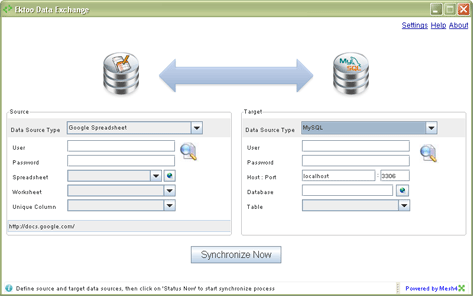 Ektoo Data Exchange
Settings Help About
MySQL
Source
Data Source Type Google Spreadsheet
User
Password
Spreadsheet
Worksheet
Unique Column
http://docs.google.com/
Target
Data Source Type MySQL
User
Password
Host : Port localhost : 3306
Database
Table
Synchronize Now
Define source and target data sources, then click on 'Status Now' to start synchronize process
Powered by Mesh4X